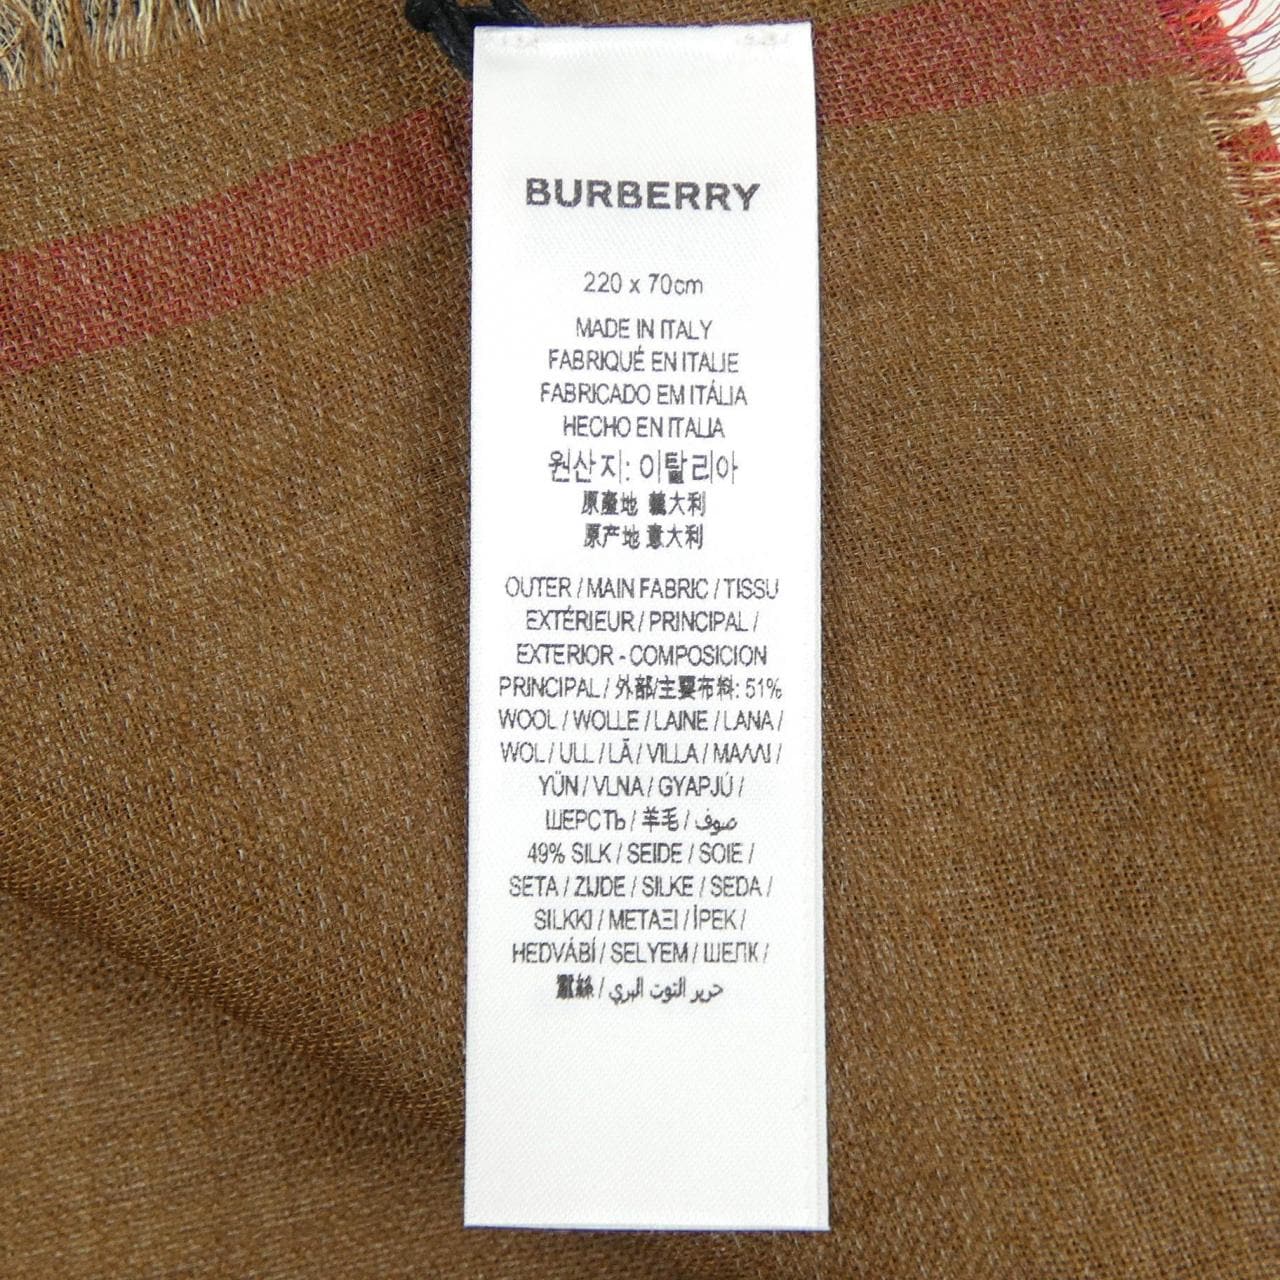 BURBERRY
220 x 70cm
MADE IN ITALY
FABRIQUÉ EN ITALIE
FABRICADO EM ITÁLIA
HECHO EN ITALIA
원산지: 이탈리아
原產地 義大利
原产地 意大利
OUTER / MAIN FABRIC / TISSU
EXTÉRIEUR / PRINCIPAL /
EXTERIOR - COMPOSICION
PRINCIPAL / 外部/主要布料: 51%
WOOL / WOLLE / LAINE / LANA /
WOL / ULL / LÃ / VILLA / ΜΑΛΛΙ /
YÜN / VLNA / GYAPJÚ /
ШЕРСТЬ / 羊毛 / صوف
49% SILK / SEIDE / SOIE /
SETA / ZIJDE / SILKE / SEDA /
SILKKI / ΜΕΤΑΞΙ / İPEK /
HEDVÁBÍ / SELYEM / ШЕЛК /
蠶絲 / حرير التوت البري